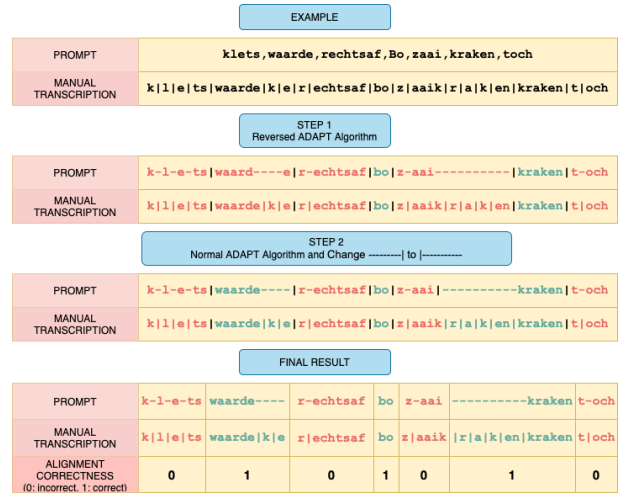 EXAMPLE
PROMPT
klets,waarde,rechtsaf,Bo,zaai,kraken,toch
MANUAL TRANSCRIPTION
k|l|e|ts|waarde|k|e|r|echtsaf|bo|z|aaik|r|a|k|en|kraken|t|och
STEP 1
Reversed ADAPT Algorithm
PROMPT
k-l-e-ts|waard----e|r-echtsaf|bo|z-aai----------|kraken|t-och
MANUAL TRANSCRIPTION
k|l|e|ts|waarde|k|e|r|echtsaf|bo|z|aaik|r|a|k|en|kraken|t|och
STEP 2
Normal ADAPT Algorithm and Change ---------| to |-----------
PROMPT
k-l-e-ts|waarde----|r-echtsaf|bo|z-aai|----------kraken|t-och
MANUAL TRANSCRIPTION
k|l|e|ts|waarde|k|e|r|echtsaf|bo|z|aaik|r|a|k|en|kraken|t|och
FINAL RESULT
PROMPT
k-l-e-ts waarde---- r-echtsaf bo z-aai ----------kraken t-och
MANUAL TRANSCRIPTION
k|l|e|ts waarde|k|e r|echtsaf bo z|aaik |r|a|k|en|kraken t|och
ALIGNMENT CORRECTNESS
(0: incorrect, 1: correct)
0 1 0 1 0 1 0